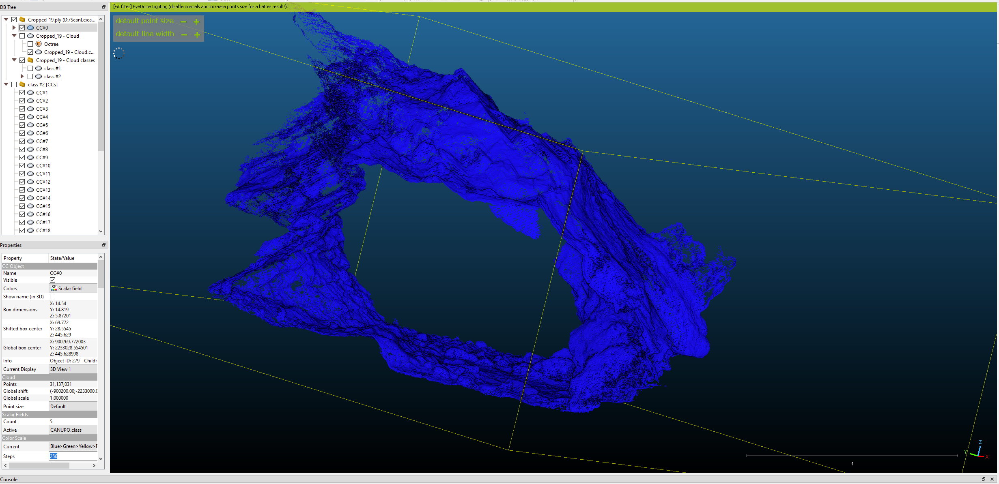 DB Tree
[GL filter] EyeDome Lighting (disable normals and increase points size for a better result!)
default point size
default line width
Cropped_19.ply (D:/ScanLeica...
CC#0
Cropped_19 - Cloud
Octree
Cropped_19 - Cloud.c...
Cropped_19 - Cloud classes
class #1
class #2
class #2 [CCs]
CC#1
CC#2
CC#3
CC#4
CC#5
CC#6
CC#7
CC#8
CC#9
CC#10
CC#11
CC#12
CC#13
CC#14
CC#15
CC#16
CC#17
CC#18
Properties
Property State/Value
CC Object
Name CC#0
Visible
Colors SF Scalar field
Show name (in 3D)
Box dimensions X: 14.54
Y: 14.819
Z: 5.87201
Shifted box center X: 69.772
Y: 28.5545
Z: 445.629
Global box center X: 900269.772003
Y: 2233028.554501
Z: 445.628998
Info Object ID: 279 - Childr
Current Display 3D View 1
Cloud
Points 31,137,031
Global shift (-900200.00;-2233000.0
Global scale 1.000000
Point size Default
Scalar Fields
Count 5
Active CANUPO.class
Color Scale
Current Blue>Green>Yellow>R
Steps 256
4
Z
Y
X
Console